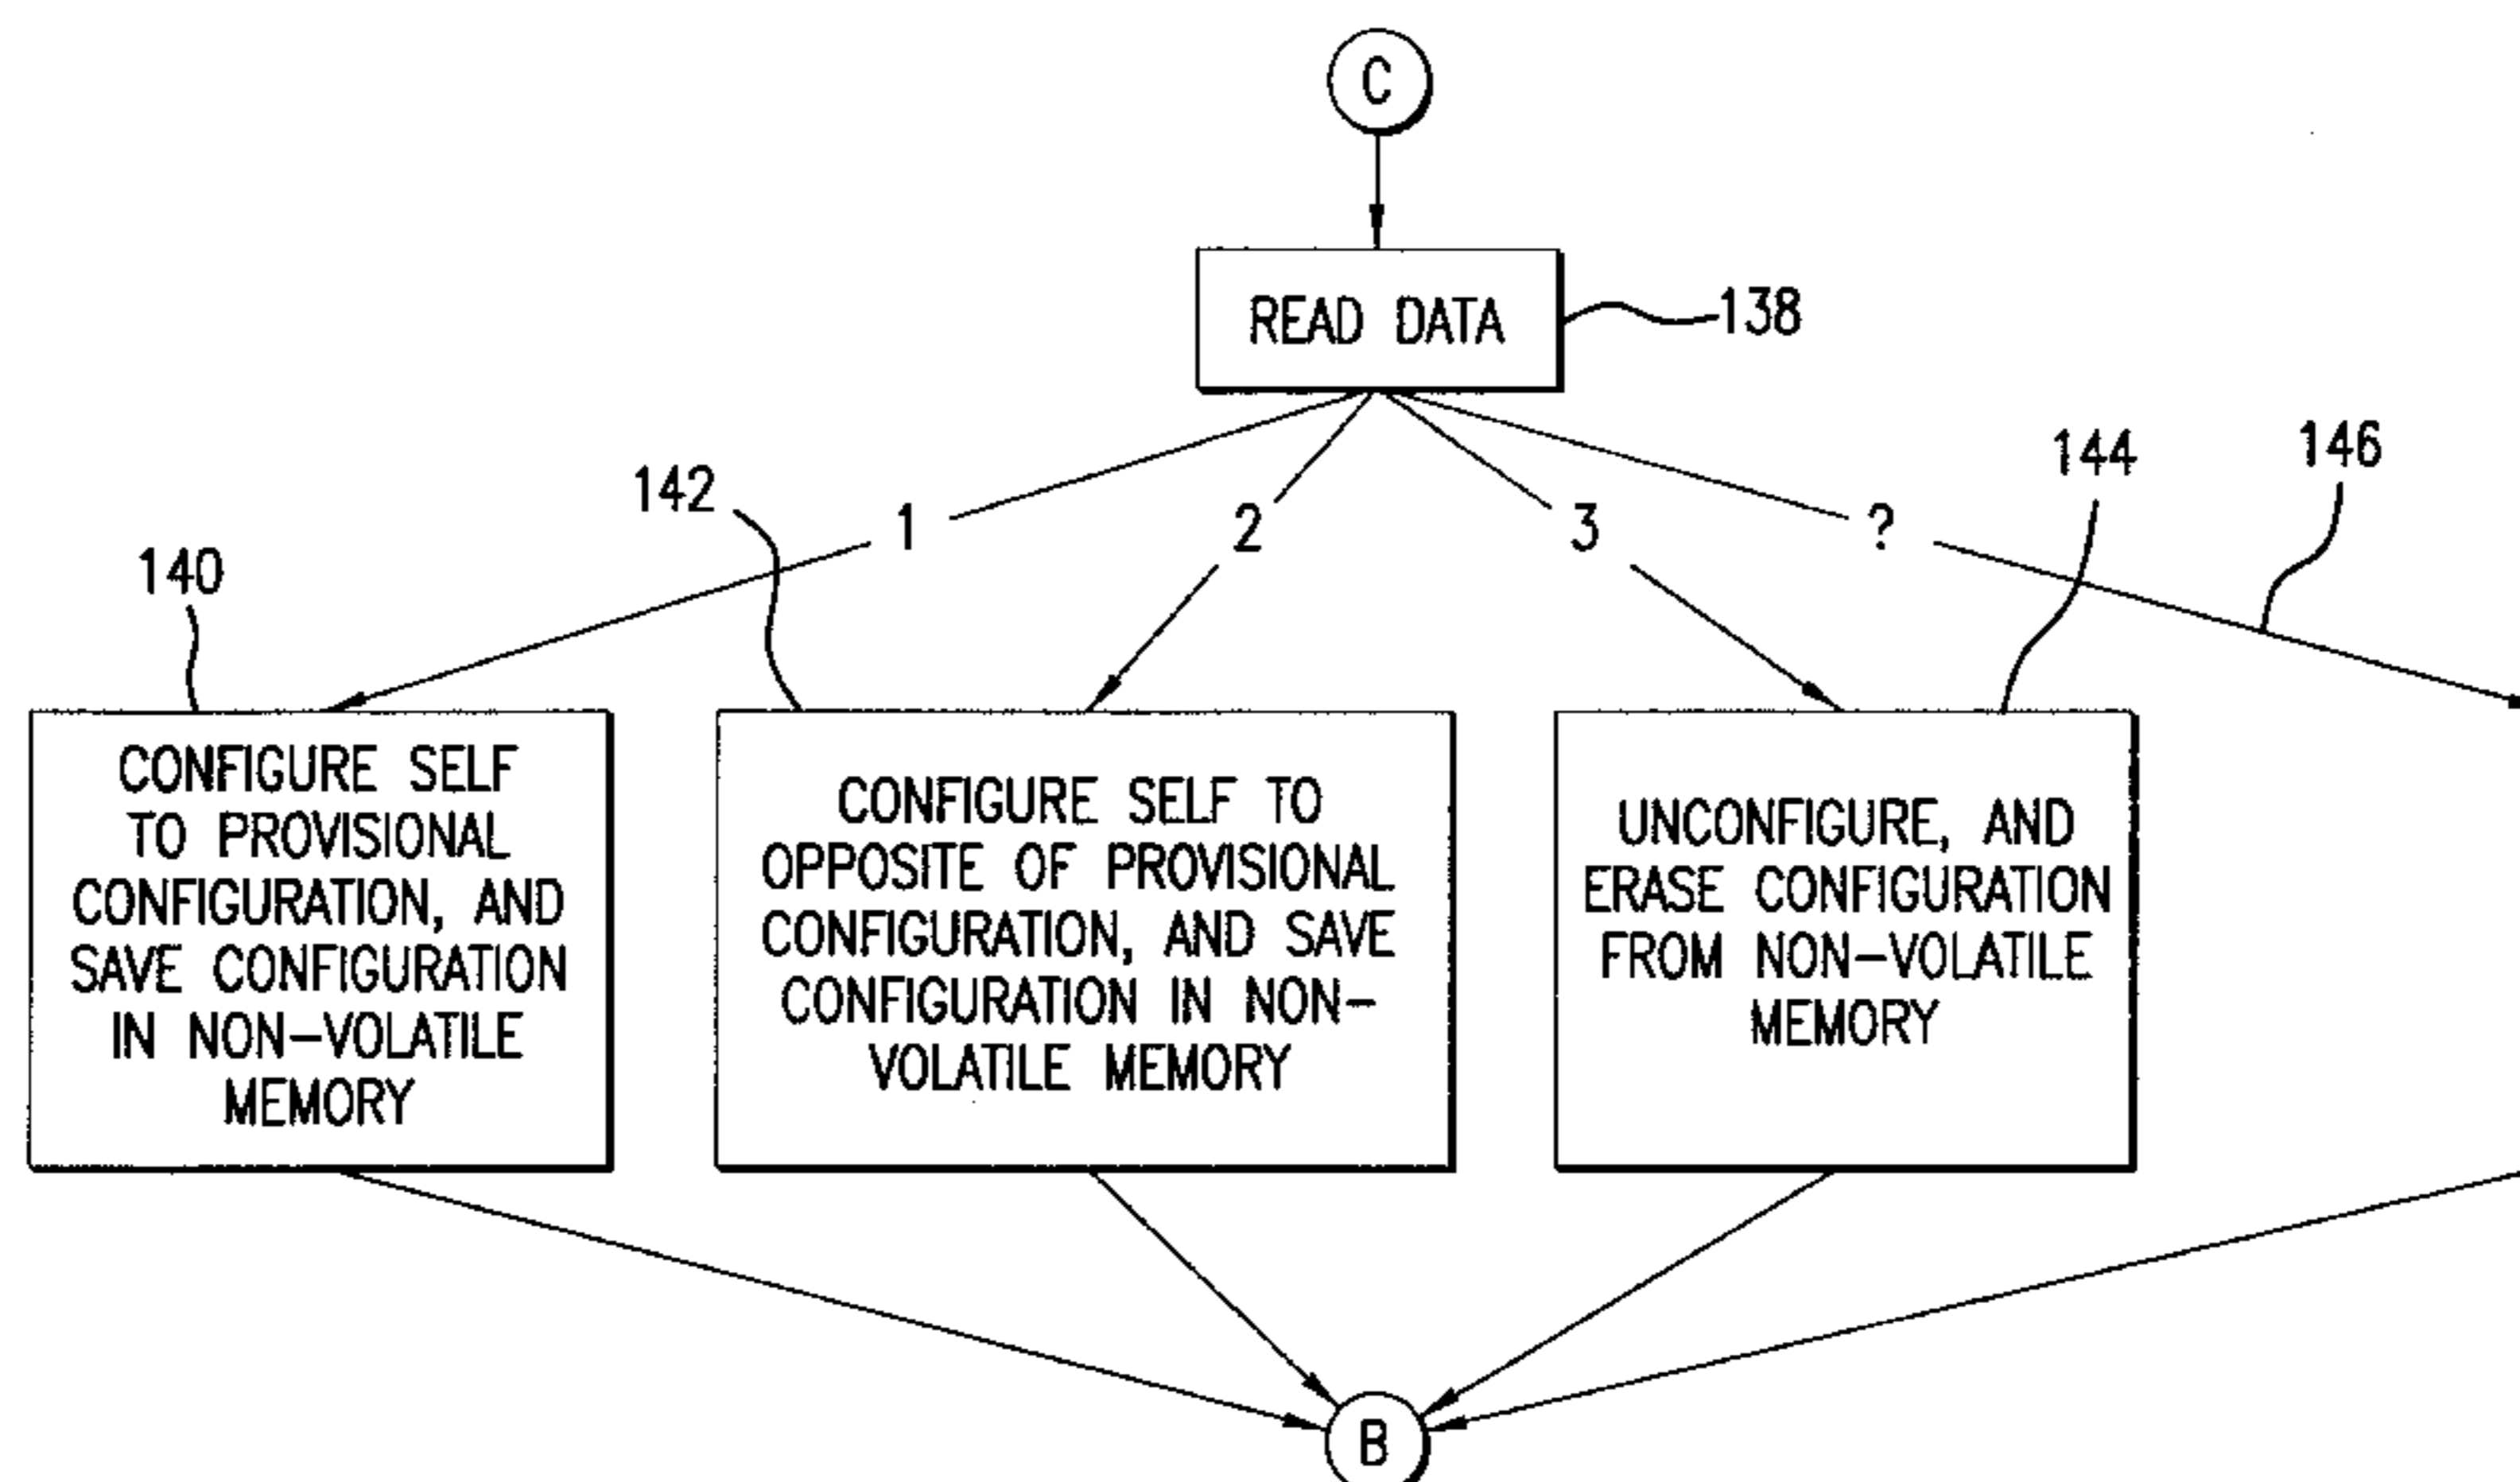 C
READ DATA
138
1
2
3
?
140
142
144
146
CONFIGURE SELF
TO PROVISIONAL
CONFIGURATION, AND
SAVE CONFIGURATION
IN NON-VOLATILE
MEMORY
CONFIGURE SELF TO
OPPOSITE OF PROVISIONAL
CONFIGURATION, AND SAVE
CONFIGURATION IN NON-
VOLATILE MEMORY
UNCONFIGURE, AND
ERASE CONFIGURATION
FROM NON-VOLATILE
MEMORY
B